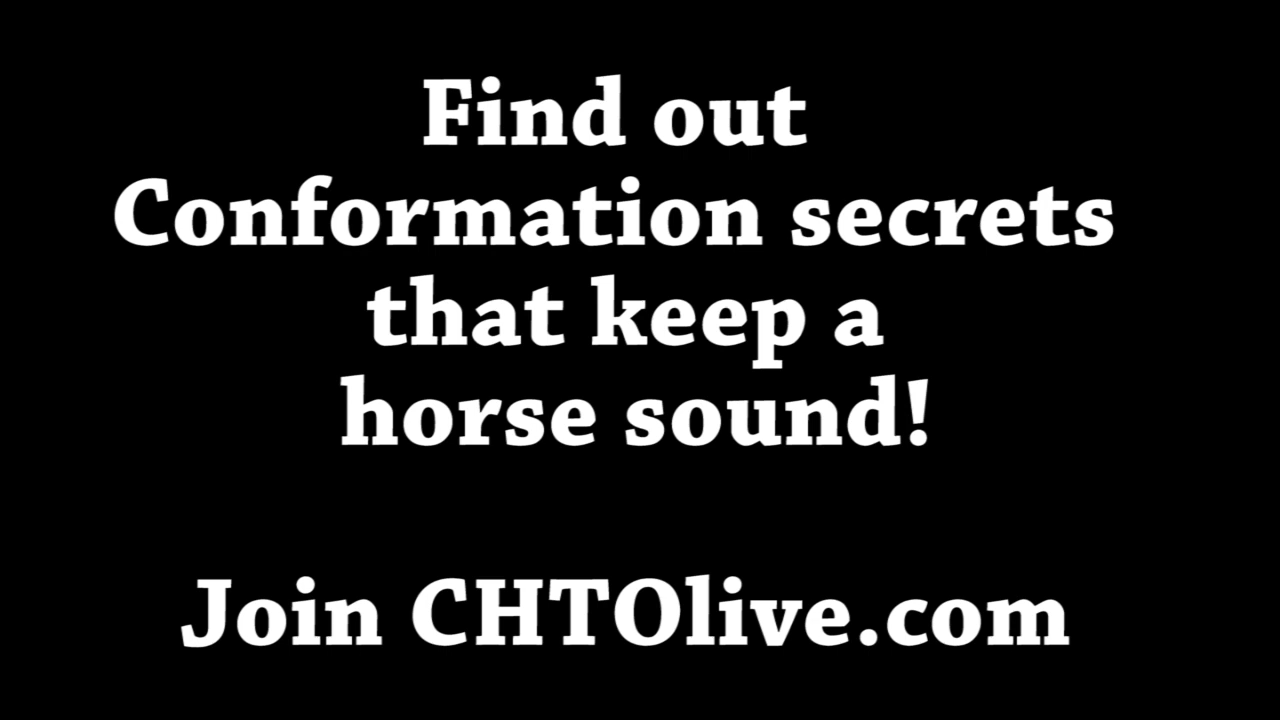 Find out
Conformation secrets
that keep a
horse sound!
Join CHTOlive.com